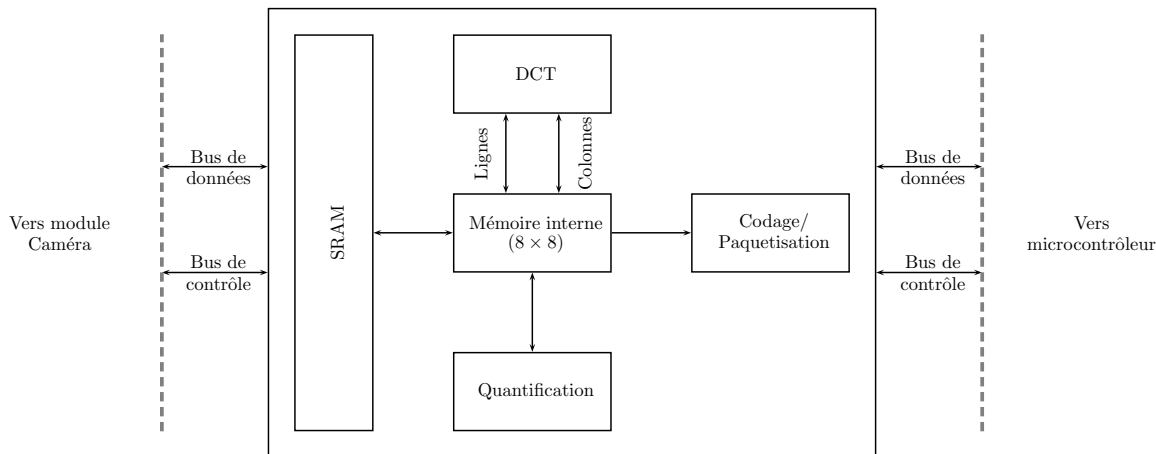 DCT
Lignes
Colonnes
Bus de
données
Bus de
données
Vers module
Caméra
SRAM
Mémoire interne
(8 × 8)
Codage/
Paquetisation
Vers
microcontrôleur
Bus de
contrôle
Bus de
contrôle
Quantification